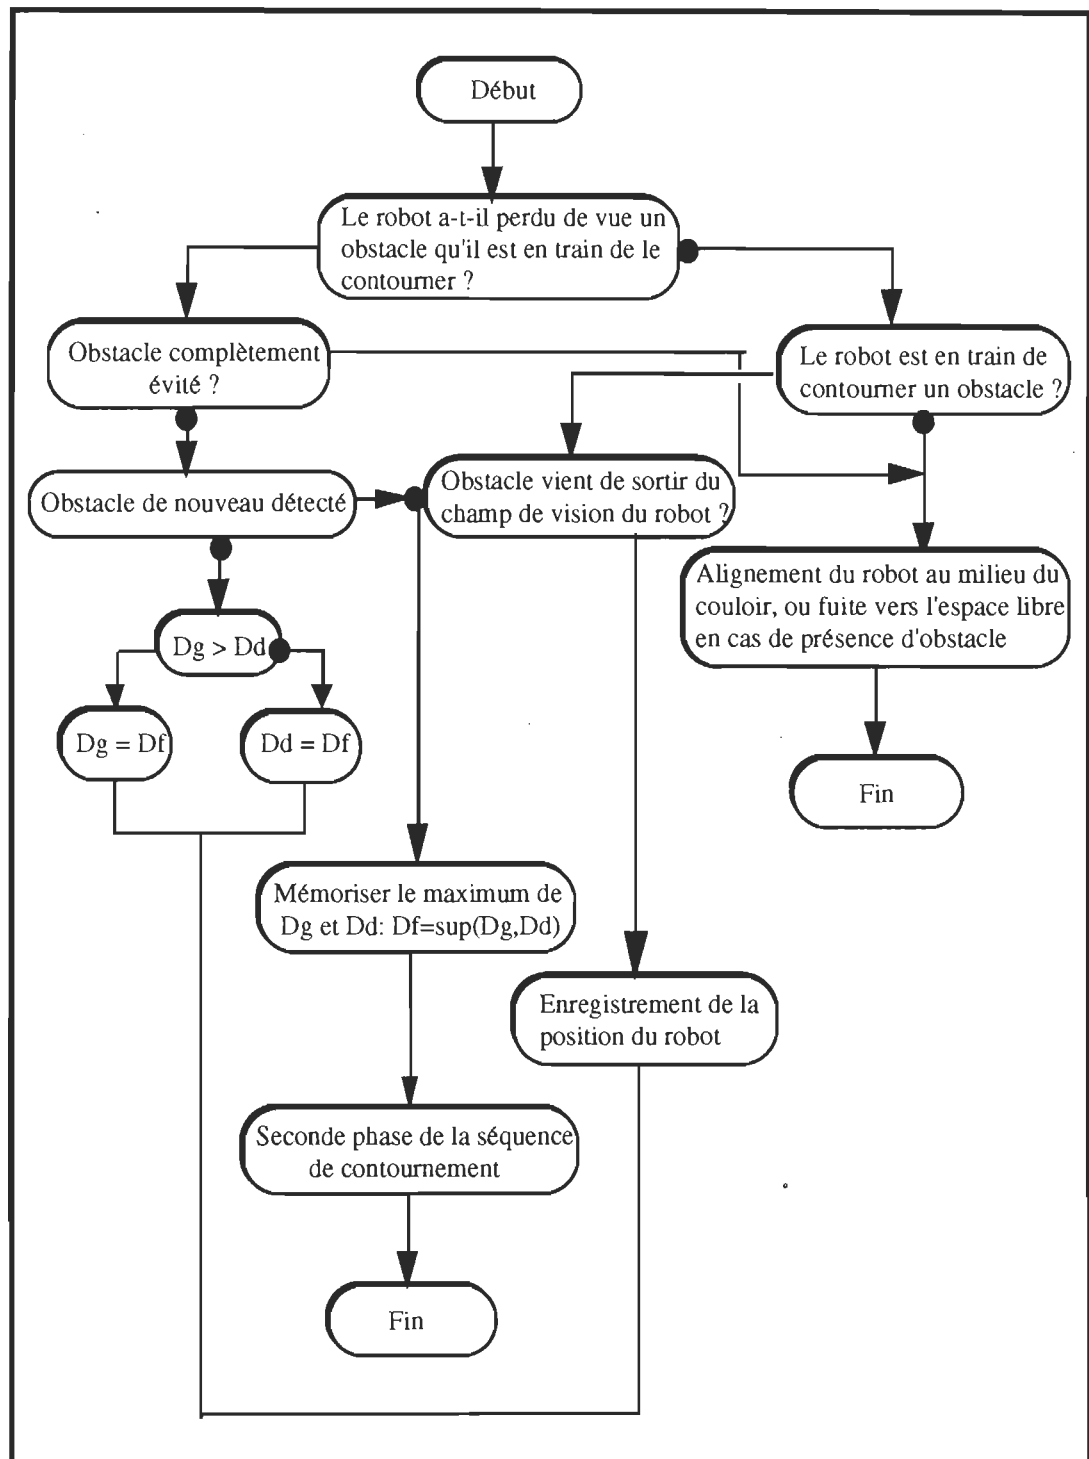 Début
Le robot a-t-il perdu de vue un
obstacle qu'il est en train de le
contourner ?
Obstacle complètement
évité ?
Le robot est en train de
contourner un obstacle ?
Obstacle de nouveau détecté
Obstacle vient de sortir du
champ de vision du robot ?
Alignement du robot au milieu du
couloir, ou fuite vers l'espace libre
en cas de présence d'obstacle
Dg > Dd
Dg = Df
Dd = Df
Fin
Mémoriser le maximum de
Dg et Dd: Df=sup(Dg,Dd)
Enregistrement de la
position du robot
Seconde phase de la séquence
de contournement
Fin